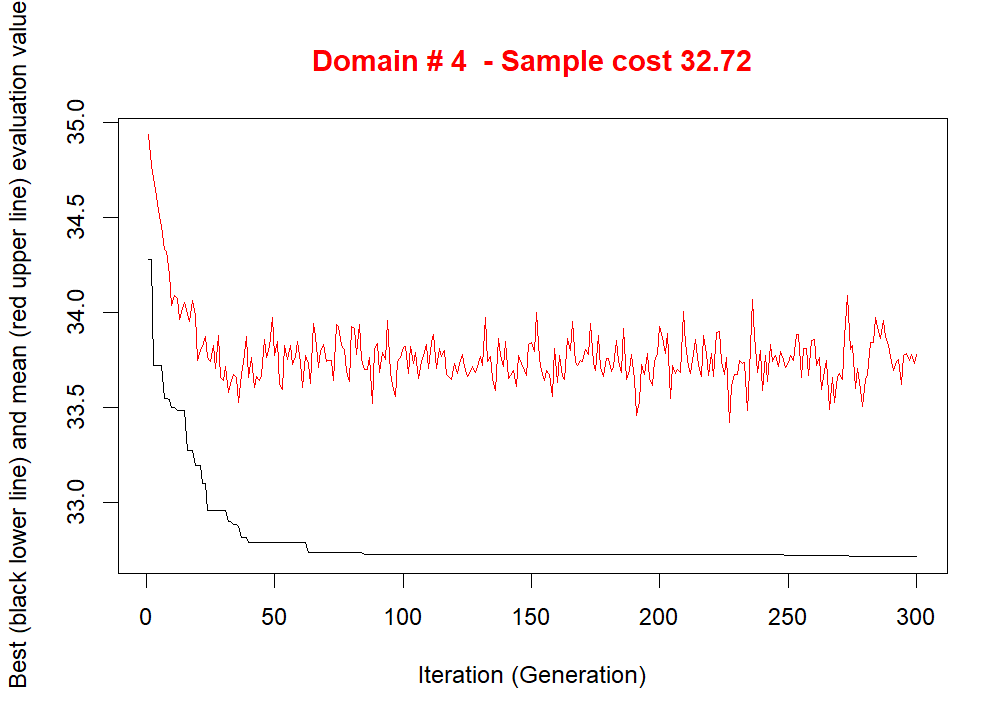 Domain # 4  - Sample cost 32.72
Best (black lower line) and mean (red upper line) evaluation value
35.0
34.5
34.0
33.5
33.0
0 50 100 150 200 250 300
Iteration (Generation)